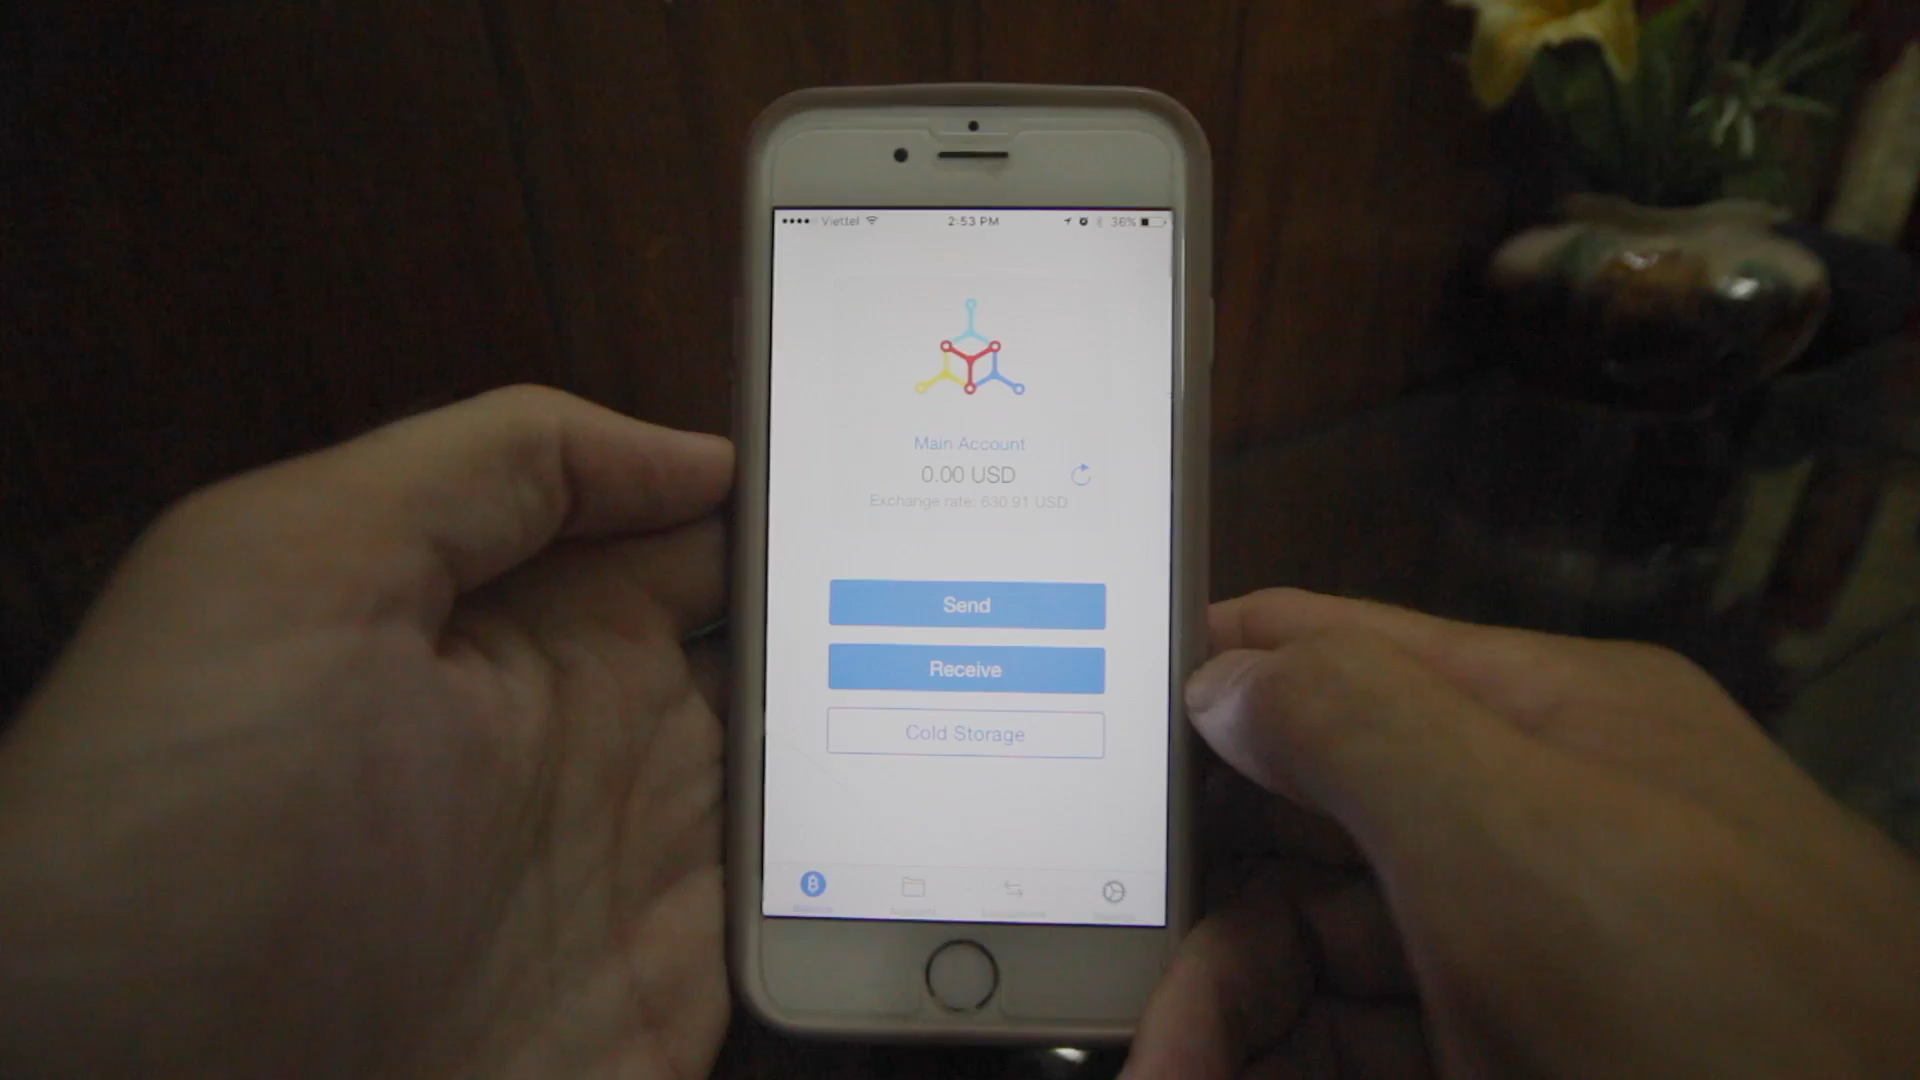 Viettel 2:53 PM 36%
Main Account
0.00 USD
Exchange rate: 630.91 USD
Send
Receive
Cold Storage